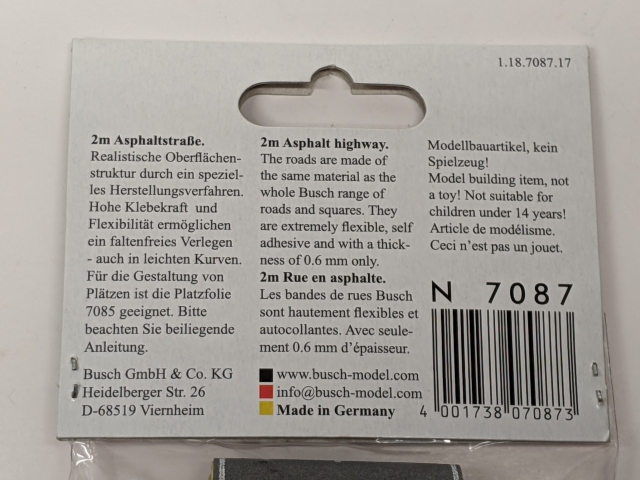 1.18.7087.17
2m Asphaltstraße.
Realistische Oberflächen-
struktur durch ein speziel-
les Herstellungsverfahren.
Hohe Klebekraft und
Flexibilität ermöglichen
ein faltenfreies Verlegen
- auch in leichten Kurven.
Für die Gestaltung von
Plätzen ist die Platzfolie
7085 geeignet. Bitte
beachten Sie beiliegende
Anleitung.
Busch GmbH & Co. KG
Heidelberger Str. 26
D-68519 Viernheim
2m Asphalt highway.
The roads are made of
the same material as the
whole Busch range of
roads and squares. They
are extremely flexible, self
adhesive and with a thick-
ness of 0.6 mm only.
2m Rue en asphalte.
Les bandes de rues Busch
sont hautement flexibles et
autocollantes. Avec seule-
ment 0.6 mm d'épaisseur.
www.busch-model.com
info@busch-model.com
Made in Germany
Modellbauartikel, kein
Spielzeug!
Model building item, not
a toy! Not suitable for
children under 14 years!
Article de modélisme.
Ceci n'est pas un jouet.
N 7087
4 001738 070873